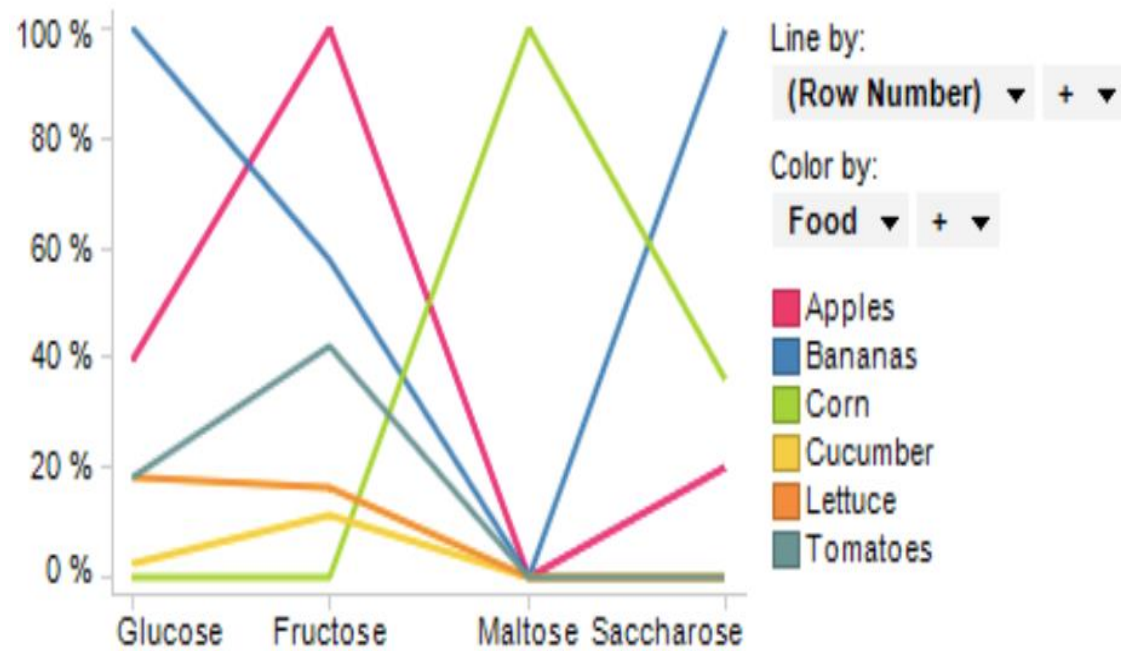 100 %
80 %
60 %
40 %
20 %
0 %
Glucose Fructose Maltose Saccharose
Line by:
(Row Number) +
Color by:
Food +
Apples
Bananas
Corn
Cucumber
Lettuce
Tomatoes